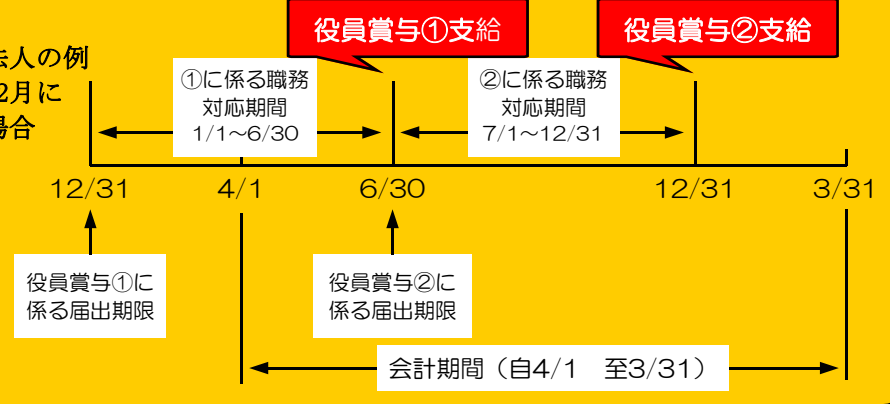 役員賞与①支給
役員賞与②支給
法人の例
2月に
場合
①に係る職務
対応期間
1/1～6/30
②に係る職務
対応期間
7/1～12/31
12/31
4/1
6/30
12/31
3/31
役員賞与①に
係る届出期限
役員賞与②に
係る届出期限
会計期間（自4/1　至3/31）